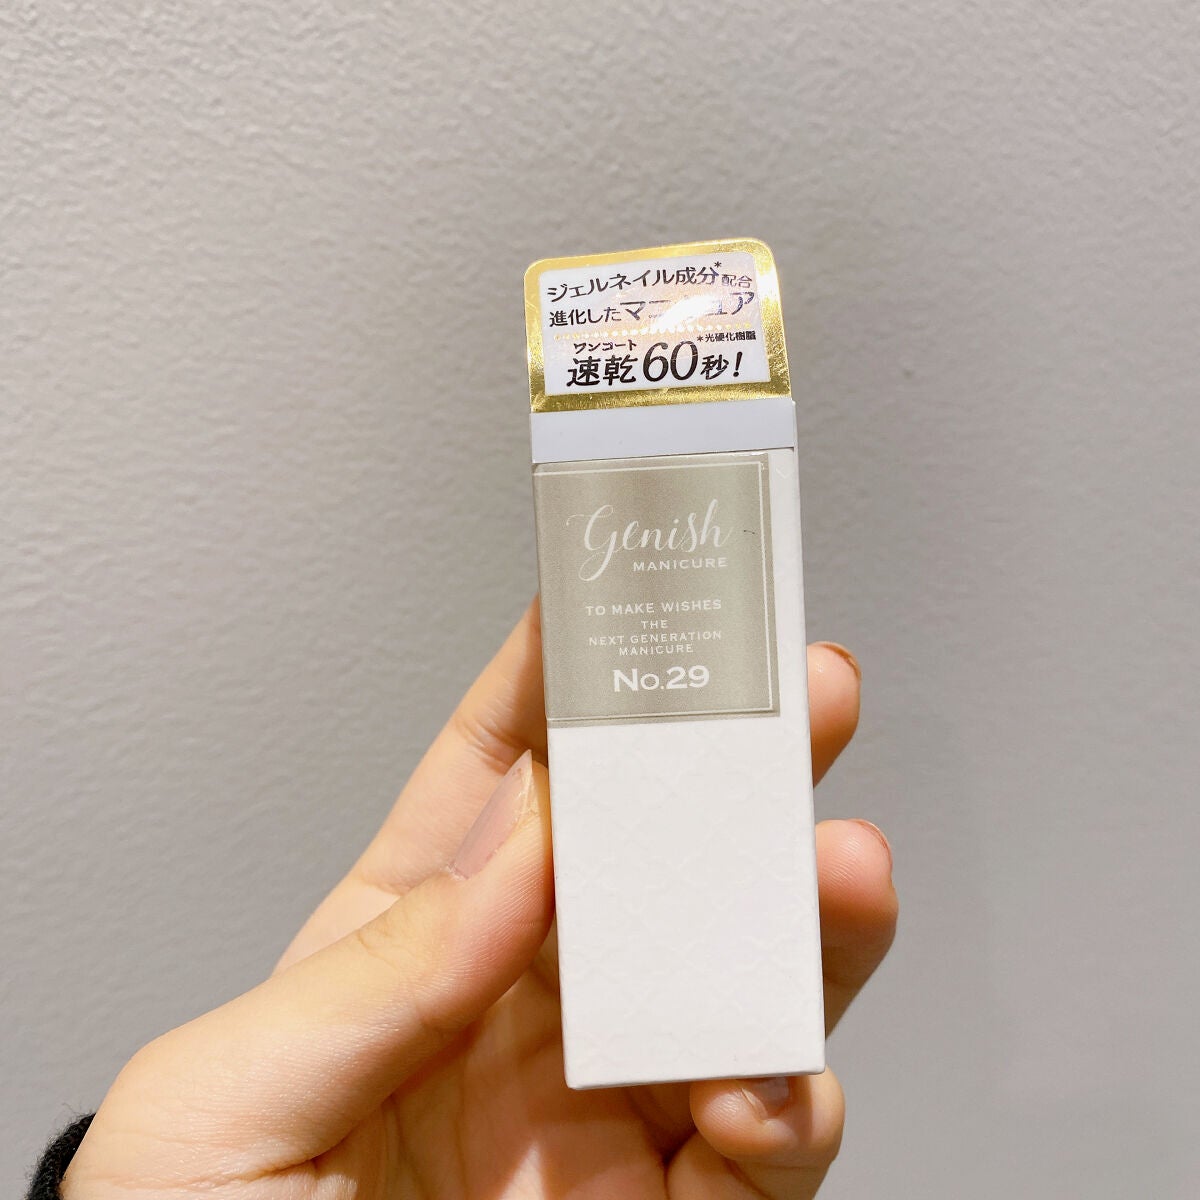 ジェルネイル成分*配合
進化したマニキュア
ワンコート *光硬化樹脂
速乾60秒!
Genish
MANICURE
TO MAKE WISHES
THE
NEXT GENERATION
MANICURE
No.29